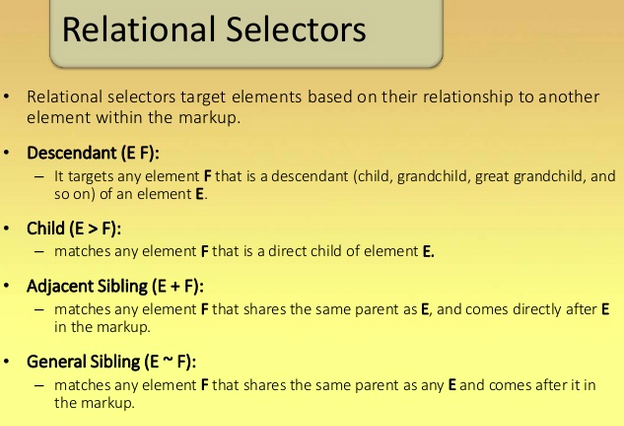 Relational Selectors
• Relational selectors target elements based on their relationship to another
element within the markup.
• Descendant (E F):
– It targets any element F that is a descendant (child, grandchild, great grandchild, and
so on) of an element E.
• Child (E > F):
– matches any element F that is a direct child of element E.
• Adjacent Sibling (E + F):
– matches any element F that shares the same parent as E, and comes directly after E
in the markup.
• General Sibling (E ~ F):
– matches any element F that shares the same parent as any E and comes after it in
the markup.